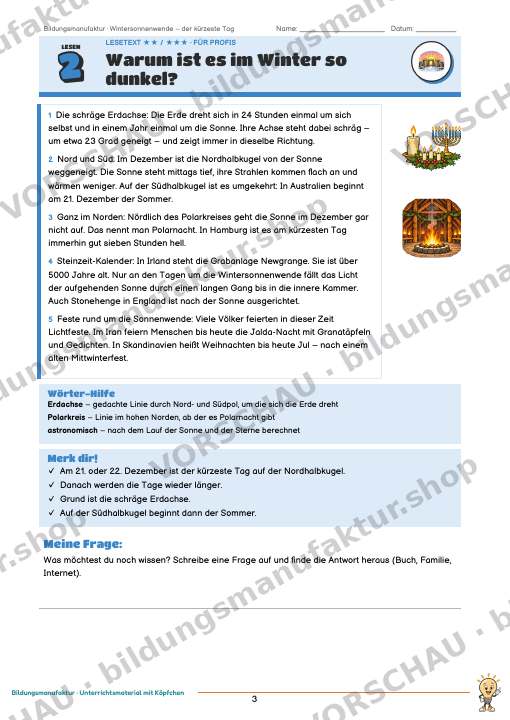 Bildungsmanufaktur · Wintersonnenwende – der kürzeste Tag Name: Datum:
LESEN
2
LESETEXT ★★ / ★★★ · FÜR PROFIS
Warum ist es im Winter so
dunkel?
1 Die schräge Erdachse: Die Erde dreht sich in 24 Stunden einmal um sich
selbst und in einem Jahr einmal um die Sonne. Ihre Achse steht dabei schräg –
um etwa 23 Grad geneigt – und zeigt immer in dieselbe Richtung.
2 Nord und Süd: Im Dezember ist die Nordhalbkugel von der Sonne
weggeneigt. Die Sonne steht mittags tief, ihre Strahlen kommen flach an und
wärmen weniger. Auf der Südhalbkugel ist es umgekehrt: In Australien beginnt
am 21. Dezember der Sommer.
3 Ganz im Norden: Nördlich des Polarkreises geht die Sonne im Dezember gar
nicht auf. Das nennt man Polarnacht. In Hamburg ist es am kürzesten Tag
immerhin gut sieben Stunden hell.
4 Steinzeit-Kalender: In Irland steht die Grabanlage Newgrange. Sie ist über
5000 Jahre alt. Nur an den Tagen um die Wintersonnenwende fällt das Licht
der aufgehenden Sonne durch einen langen Gang bis in die innere Kammer.
Auch Stonehenge in England ist nach der Sonne ausgerichtet.
5 Feste rund um die Sonnenwende: Viele Völker feierten in dieser Zeit
Lichtfeste. Im Iran feiern Menschen bis heute die Jalda-Nacht mit Granatäpfeln
und Gedichten. In Skandinavien heißt Weihnachten bis heute Jul – nach einem
alten Mittwinterfest.
Wörter-Hilfe
Erdachse – gedachte Linie durch Nord- und Südpol, um die sich die Erde dreht
Polarkreis – Linie im hohen Norden, ab der es Polarnacht gibt
astronomisch – nach dem Lauf der Sonne und der Sterne berechnet
Merk dir!
✓ Am 21. oder 22. Dezember ist der kürzeste Tag auf der Nordhalbkugel.
✓ Danach werden die Tage wieder länger.
✓ Grund ist die schräge Erdachse.
✓ Auf der Südhalbkugel beginnt dann der Sommer.
Meine Frage:
Was möchtest du noch wissen? Schreibe eine Frage auf und finde die Antwort heraus (Buch, Familie,
Internet).
Bildungsmanufaktur · Unterrichtsmaterial mit Köpfchen
3
VORSCHAU · bildungsmanufaktur.shop
VORSCHAU · bildungsmanufaktur.shop
VORSCHAU · bildungsmanufaktur.shop